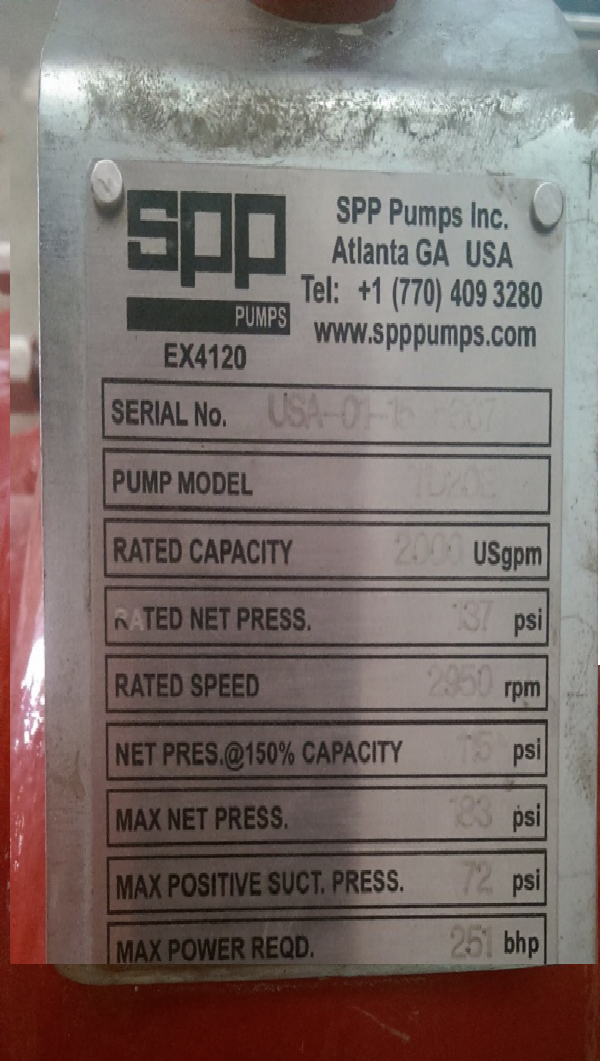 spp
PUMPS
EX4120
SPP Pumps Inc.
Atlanta GA USA
Tel: +1 (770) 409 3280
www.spppumps.com
SERIAL No.
PUMP MODEL
RATED CAPACITY 2000 USgpm
RATED NET PRESS. 137 psi
RATED SPEED 2950 rpm
NET PRES.@150% CAPACITY psi
MAX NET PRESS. 183 psi
MAX POSITIVE SUCT. PRESS. 72 psi
MAX POWER REQD. 251 bhp